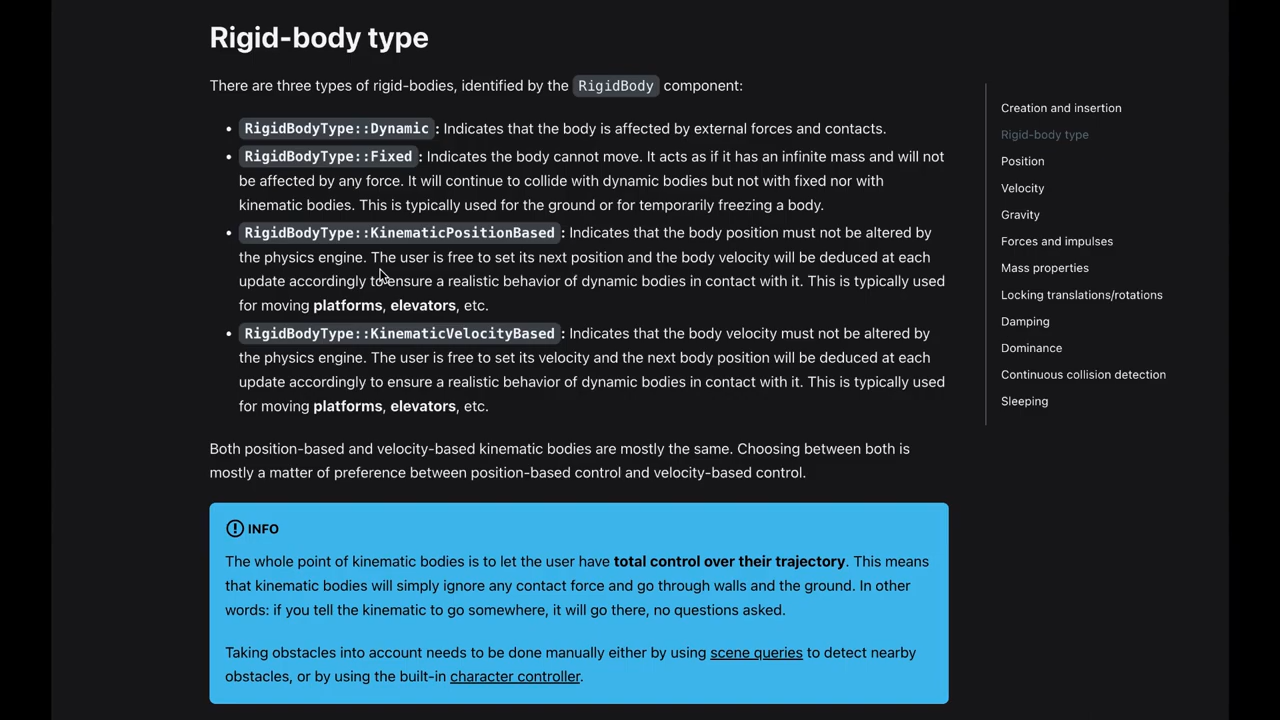 Rigid-body type
There are three types of rigid-bodies, identified by the RigidBody component:
• RigidBodyType::Dynamic : Indicates that the body is affected by external forces and contacts.
• RigidBodyType::Fixed : Indicates the body cannot move. It acts as if it has an infinite mass and will not
be affected by any force. It will continue to collide with dynamic bodies but not with fixed nor with
kinematic bodies. This is typically used for the ground or for temporarily freezing a body.
• RigidBodyType::KinematicPositionBased : Indicates that the body position must not be altered by
the physics engine. The user is free to set its next position and the body velocity will be deduced at each
update accordingly to ensure a realistic behavior of dynamic bodies in contact with it. This is typically used
for moving platforms, elevators, etc.
• RigidBodyType::KinematicVelocityBased : Indicates that the body velocity must not be altered by
the physics engine. The user is free to set its velocity and the next body position will be deduced at each
update accordingly to ensure a realistic behavior of dynamic bodies in contact with it. This is typically used
for moving platforms, elevators, etc.
Both position-based and velocity-based kinematic bodies are mostly the same. Choosing between both is
mostly a matter of preference between position-based control and velocity-based control.
INFO
The whole point of kinematic bodies is to let the user have total control over their trajectory. This means
that kinematic bodies will simply ignore any contact force and go through walls and the ground. In other
words: if you tell the kinematic to go somewhere, it will go there, no questions asked.
Taking obstacles into account needs to be done manually either by using scene queries to detect nearby
obstacles, or by using the built-in character controller.
Creation and insertion
Rigid-body type
Position
Velocity
Gravity
Forces and impulses
Mass properties
Locking translations/rotations
Damping
Dominance
Continuous collision detection
Sleeping